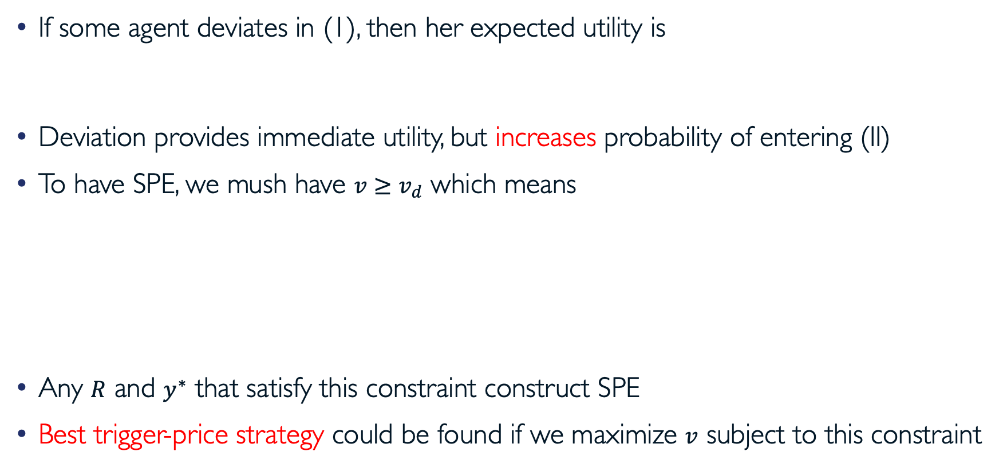 • If some agent deviates in (I), then her expected utility is
• Deviation provides immediate utility, but increases probability of entering (II)
• To have SPE, we mush have v ≥ v_d which means
• Any R and y* that satisfy this constraint construct SPE
• Best trigger-price strategy could be found if we maximize v subject to this constraint